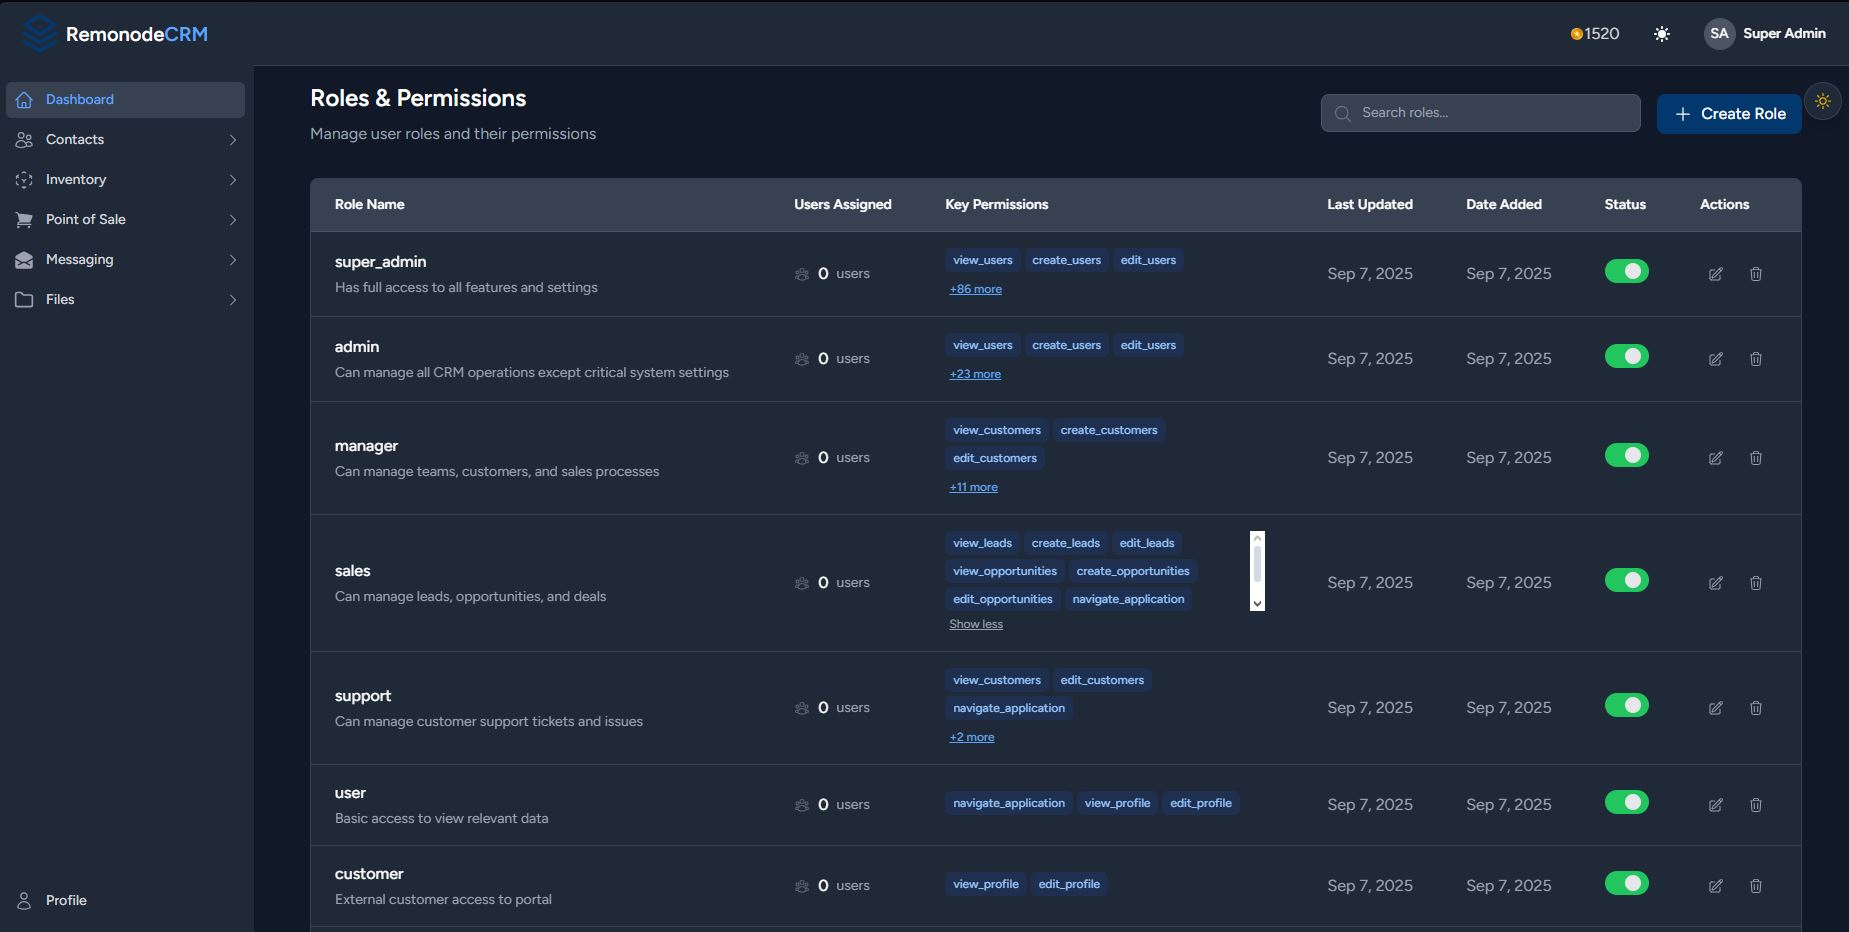 RemonodeCRM
1520
SA Super Admin
Dashboard
Contacts
Inventory
Point of Sale
Messaging
Files
Profile
Roles & Permissions
Manage user roles and their permissions
Search roles...
Create Role
Role Name Users Assigned Key Permissions Last Updated Date Added Status Actions
super_admin
Has full access to all features and settings
0 users
view_users create_users edit_users
+86 more
Sep 7, 2025 Sep 7, 2025
admin
Can manage all CRM operations except critical system settings
0 users
view_users create_users edit_users
+23 more
Sep 7, 2025 Sep 7, 2025
manager
Can manage teams, customers, and sales processes
0 users
view_customers create_customers
edit_customers
+11 more
Sep 7, 2025 Sep 7, 2025
sales
Can manage leads, opportunities, and deals
0 users
view_leads create_leads edit_leads
view_opportunities create_opportunities
edit_opportunities navigate_application
Show less
Sep 7, 2025 Sep 7, 2025
support
Can manage customer support tickets and issues
0 users
view_customers edit_customers
navigate_application
+2 more
Sep 7, 2025 Sep 7, 2025
user
Basic access to view relevant data
0 users
navigate_application view_profile edit_profile
Sep 7, 2025 Sep 7, 2025
customer
External customer access to portal
0 users
view_profile edit_profile
Sep 7, 2025 Sep 7, 2025